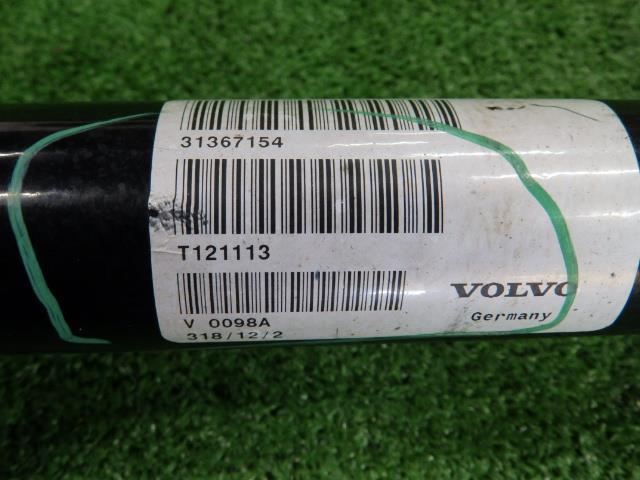 31367154
T121113
VOLVO
V 0098A
Germany
318/12/2